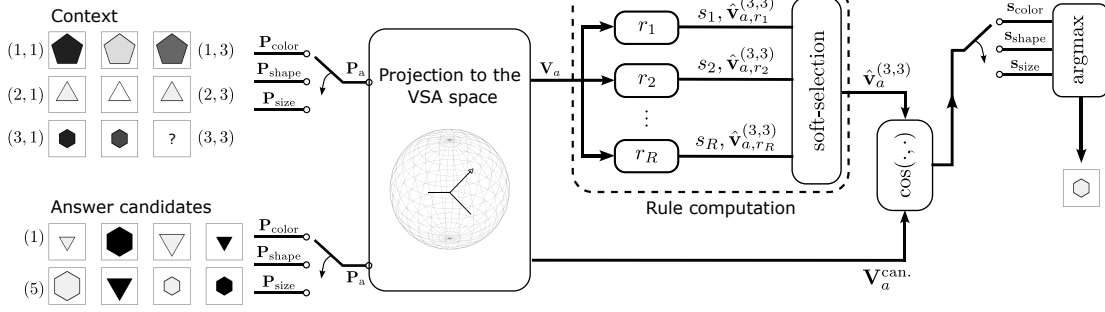 Context
(1, 1) (1, 3)
(2, 1) (2, 3)
(3, 1) ? (3, 3)
P_color
P_shape
P_size
P_a
Projection to the
VSA space
V_a
r_1
s_1, v̂_{a,r_1}^{(3,3)}
r_2
s_2, v̂_{a,r_2}^{(3,3)}
⋮
r_R
s_R, v̂_{a,r_R}^{(3,3)}
soft-selection
Rule computation
v̂_a^{(3,3)}
cos(·, ·)
s_color
s_shape
s_size
argmax
Answer candidates
(1)
(5)
P_color
P_shape
P_size
P_a
V_a^{can.}